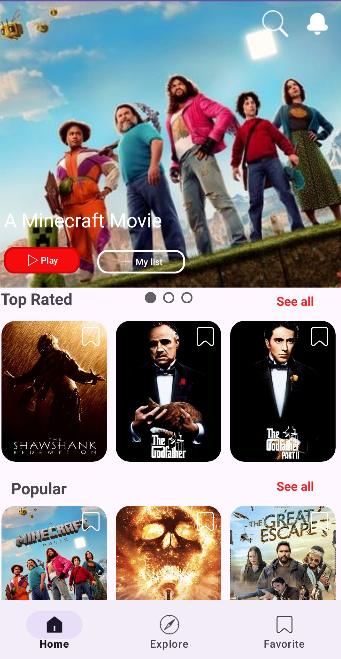 A Minecraft Movie
Play
My list
Top Rated
See all
THE
SHAWSHANK
REDEMPTION
The
Godfather
The
Godfather
PART II
Popular
See all
MINECRAFT
THE GREAT
ESCAPE
Home
Explore
Favorite